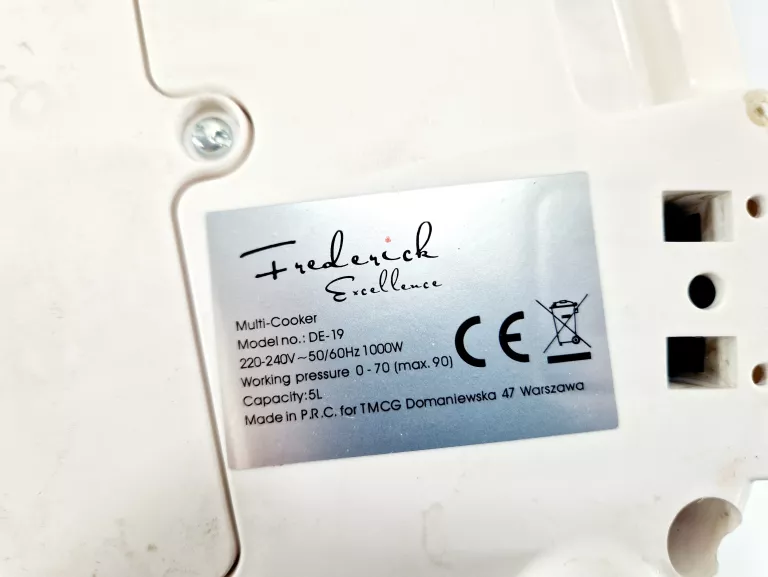 Frederick
Excellence
Multi-Cooker
Model no.: DE-19
220-240V~50/60Hz 1000W
Working pressure 0-70 (max. 90)
Capacity:5L
Made in P.R.C. for TMCG Domaniewska 47 Warszawa
CE